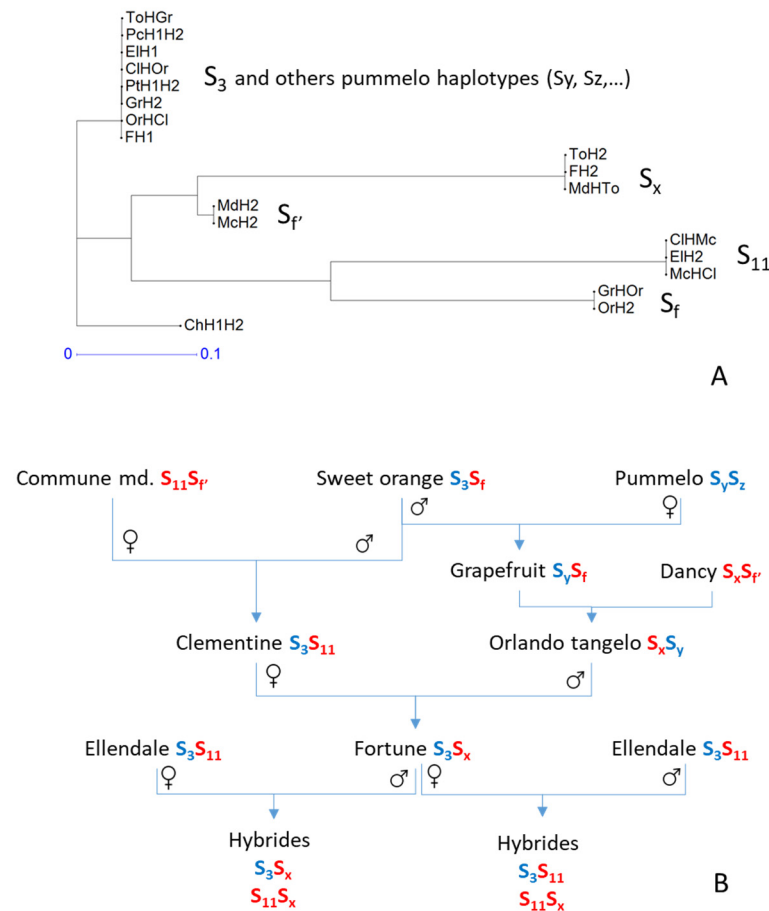 ToHGr
PcH1H2
ElH1
ClHOr
PtH1H2
GrH2
OrHCl
FH1
S3 and others pummelo haplotypes (Sy, Sz,...)
ToH2
FH2
MdHTo
Sx
MdH2
McH2
Sf'
ClHMc
ElH2
McHCl
S11
GrHOr
OrH2
Sf
ChH1H2
0 0.1
A
Commune md. S11Sf' Sweet orange S3Sf Pummelo SySz
♀ ♂ ♂ ♀
Grapefruit SySf Dancy SxSf'
Clementine S3S11 Orlando tangelo SxSy
♀ ♂
Ellendale S3S11 Fortune S3Sx Ellendale S3S11
♀ ♂ ♀ ♂
Hybrides Hybrides
S3Sx S3S11
S11Sx S11Sx
B